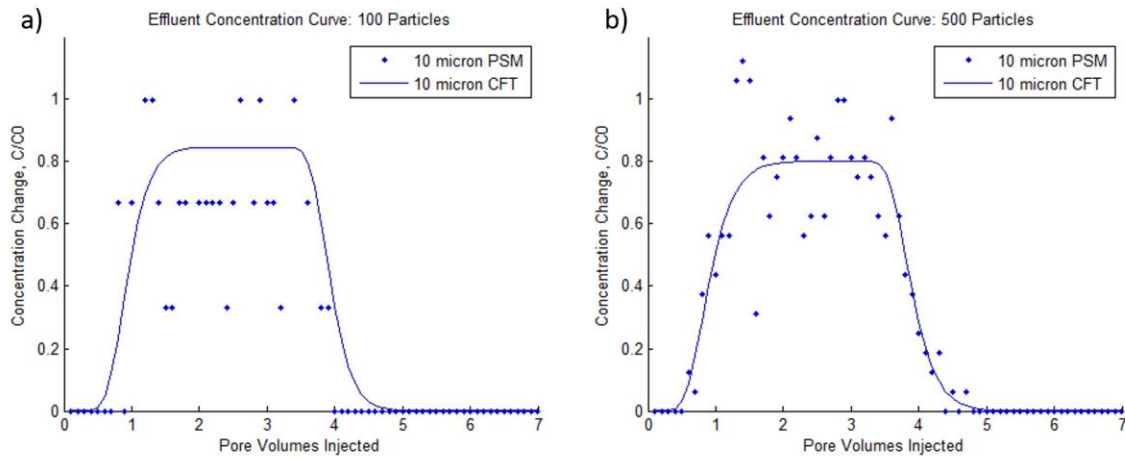 a)
Effluent Concentration Curve: 100 Particles
10 micron PSM
10 micron CFT
Concentration Change, C/C0
1
0.8
0.6
0.4
0.2
0
0 1 2 3 4 5 6 7
Pore Volumes Injected
b)
Effluent Concentration Curve: 500 Particles
10 micron PSM
10 micron CFT
Concentration Change, C/C0
1
0.8
0.6
0.4
0.2
0
0 1 2 3 4 5 6 7
Pore Volumes Injected